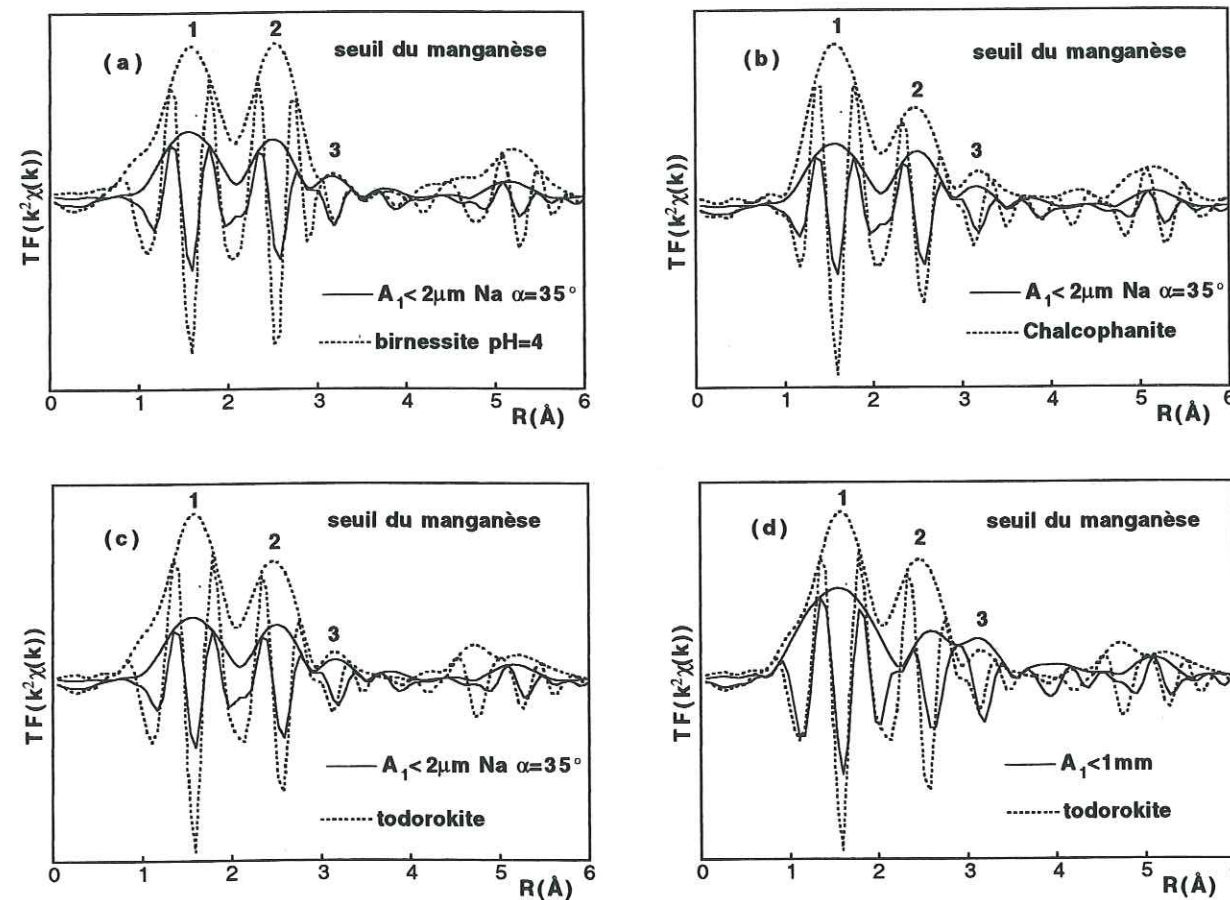 (a)
1
2
3
seuil du manganèse
TF(k²χ(k))
A₁<2μm Na α=35°
birnessite pH=4
0 1 2 3 4 5 6
R(Å)
(b)
1
2
3
seuil du manganèse
TF(k²χ(k))
A₁<2μm Na α=35°
Chalcophanite
0 1 2 3 4 5 6
R(Å)
(c)
1
2
3
seuil du manganèse
TF(k²χ(k))
A₁<2μm Na α=35°
todorokite
0 1 2 3 4 5 6
R(Å)
(d)
1
2
3
seuil du manganèse
TF(k²χ(k))
A₁<1mm
todorokite
0 1 2 3 4 5
R(Å)